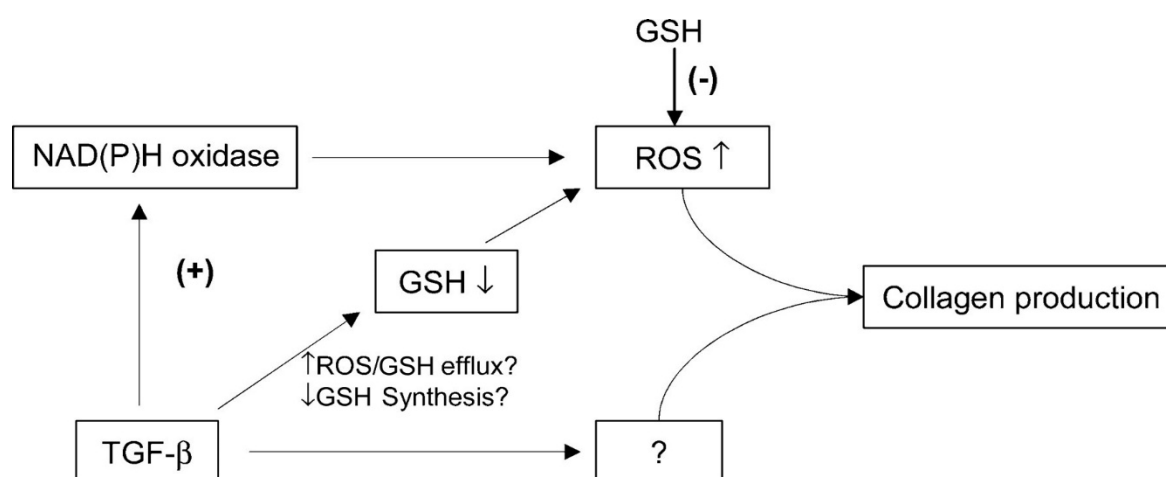 GSH
(-)
NAD(P)H oxidase
ROS ↑
(+)
GSH ↓
Collagen production
↑ROS/GSH efflux?
↓GSH Synthesis?
TGF-β
?